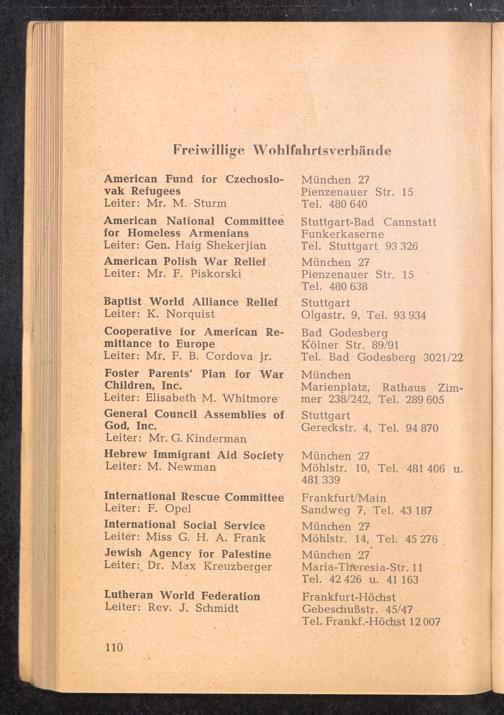 Freiwillige Wohlfahrtsverbände
American Fund for Czechoslo-
vak Refugees
Leiter: Mr. M. Sturm
München 27
Pienzenauer Str. 15
Tel. 480 640
American National Committee
for Homeless Armenians
Leiter: Gen. Haig Shekerjian
Stuttgart-Bad Cannstatt
Funkerkaserne
Tel. Stuttgart 93 326
American Polish War Relief
Leiter: Mr. F. Piskorski
München 27
Pienzenauer Str. 15
Tel. 480 638
Baptist World Alliance Relief
Leiter: K. Norquist
Stuttgart
Olgastr. 9, Tel. 93 934
Cooperative for American Re-
mittance to Europe
Leiter: Mr. F. B. Cordova jr.
Bad Godesberg
Kölner Str. 89/91
Tel. Bad Godesberg 3021/22
Foster Parents' Plan for War
Children, Inc.
Leiter: Elisabeth M. Whitmore
München
Marienplatz, Rathaus Zim-
mer 238/242, Tel. 289 605
General Council Assemblies of
God, Inc.
Leiter: Mr. G. Kinderman
Stuttgart
Gereckstr. 4, Tel. 94 870
Hebrew Immigrant Aid Society
Leiter: M. Newman
München 27
Möhlstr. 10, Tel. 481 406 u.
481 339
International Rescue Committee
Leiter: F. Opel
Frankfurt/Main
Sandweg 7, Tel. 43 187
International Social Service
Leiter: Miss G. H. A. Frank
München 27
Möhlstr. 14, Tel. 45 276
Jewish Agency for Palestine
Leiter: Dr. Max Kreuzberger
München 27
Maria-Theresia-Str. 11
Tel. 42 426 u. 41 163
Lutheran World Federation
Leiter: Rev. J. Schmidt
Frankfurt-Höchst
Gebeschußstr. 45/47
Tel. Frankf.-Höchst 12 007
110